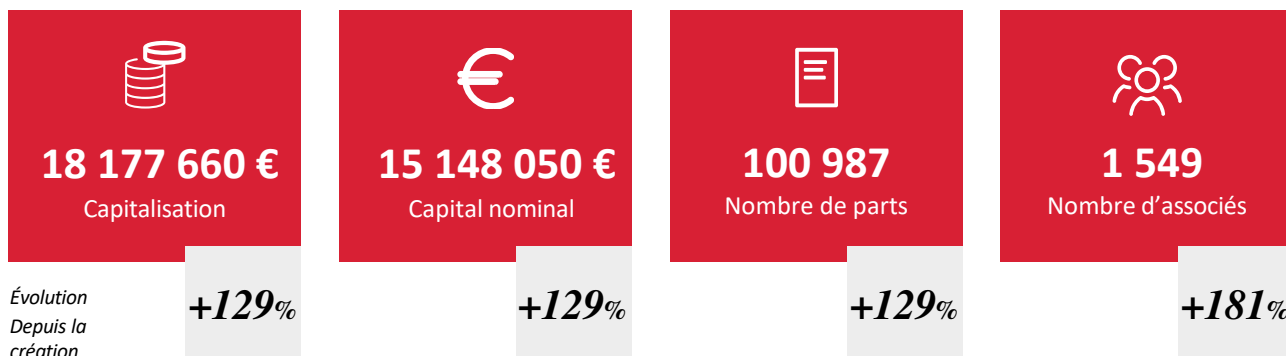 18 177 660 €
Capitalisation
15 148 050 €
Capital nominal
100 987
Nombre de parts
1 549
Nombre d’associés
Évolution
Depuis la
création
+129%
+129%
+129%
+181%